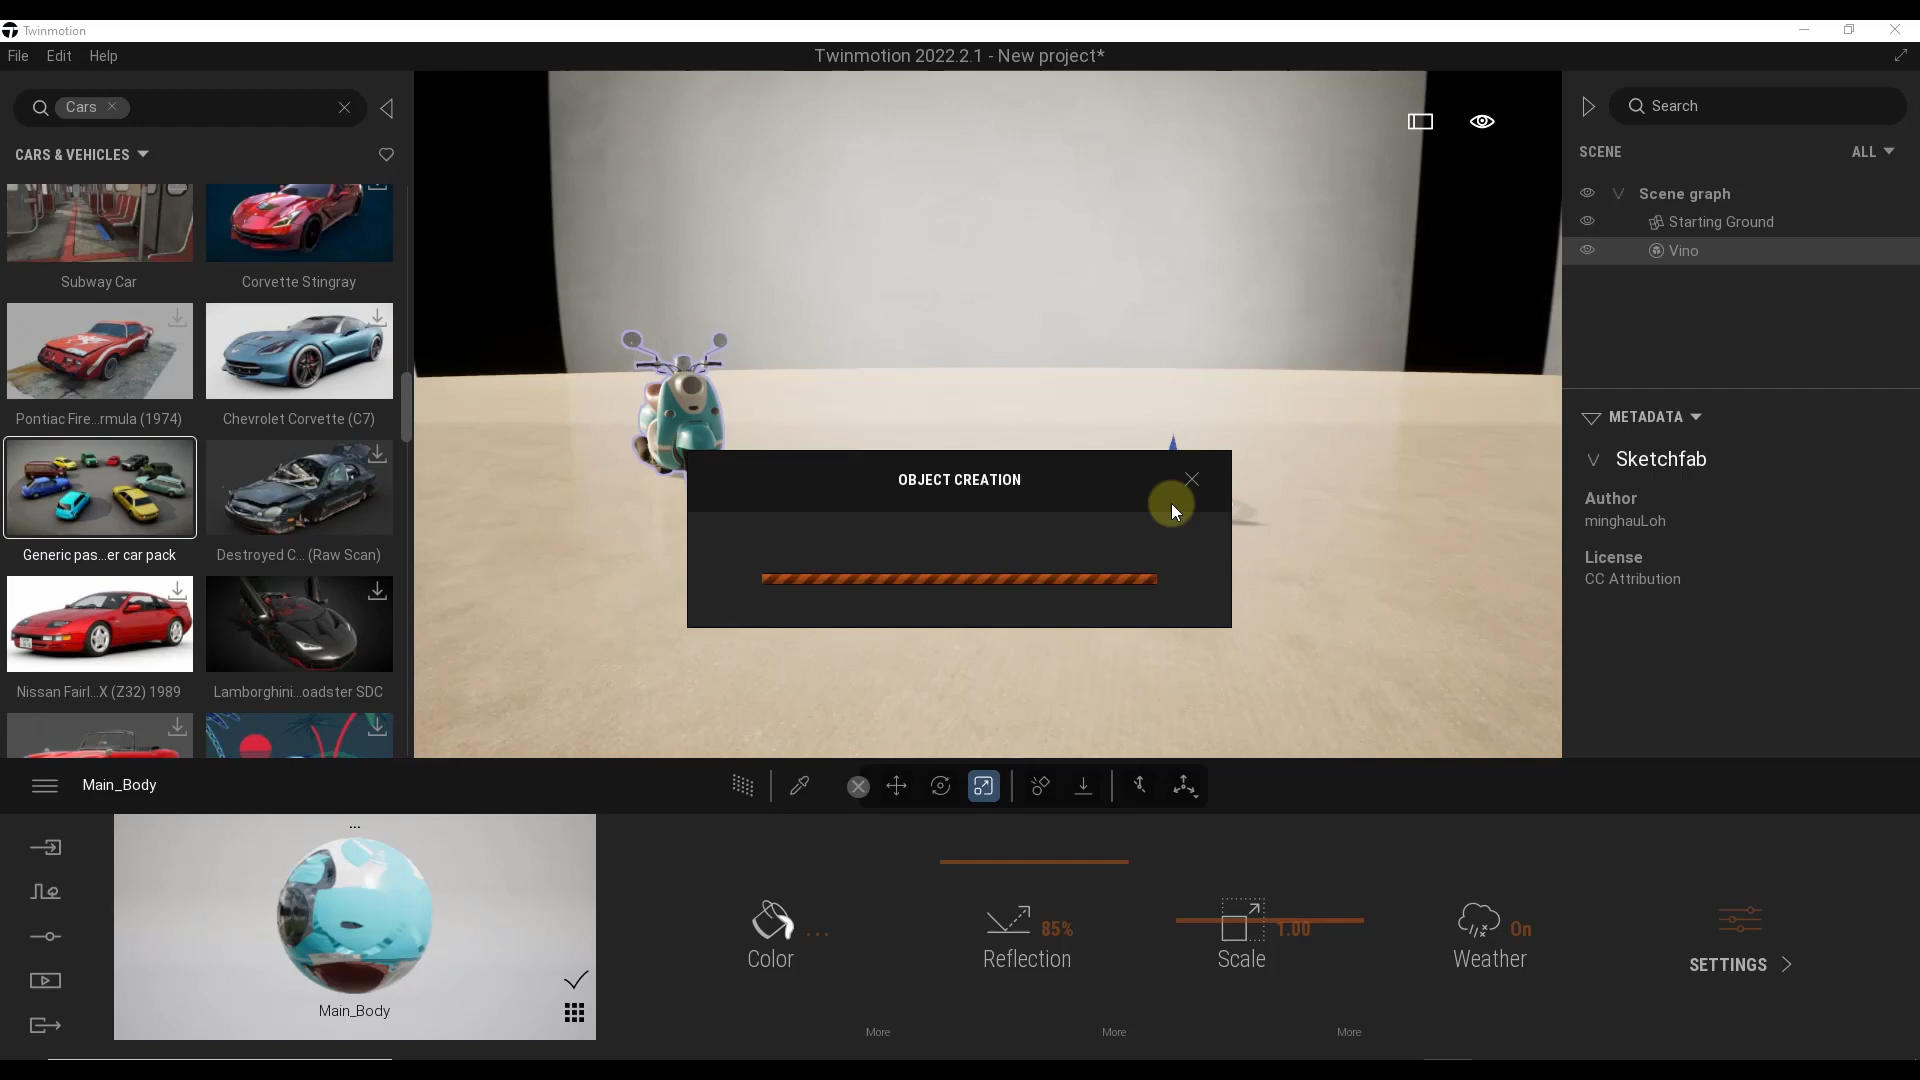 Twinmotion
File Edit Help
Twinmotion 2022.2.1 - New project*
Cars
CARS & VEHICLES
Subway Car
Corvette Stingray
Pontiac Fire...rmula (1974)
Chevrolet Corvette (C7)
Generic pas...er car pack
Destroyed C... (Raw Scan)
Nissan Fairl...X (Z32) 1989
Lamborghini...oadster SDC
OBJECT CREATION
Search
SCENE
ALL
Scene graph
Starting Ground
Vino
METADATA
Sketchfab
Author
minghauLoh
License
CC Attribution
Main_Body
...
Main_Body
...
Color
More
85%
Reflection
More
1.00
Scale
More
On
Weather
SETTINGS